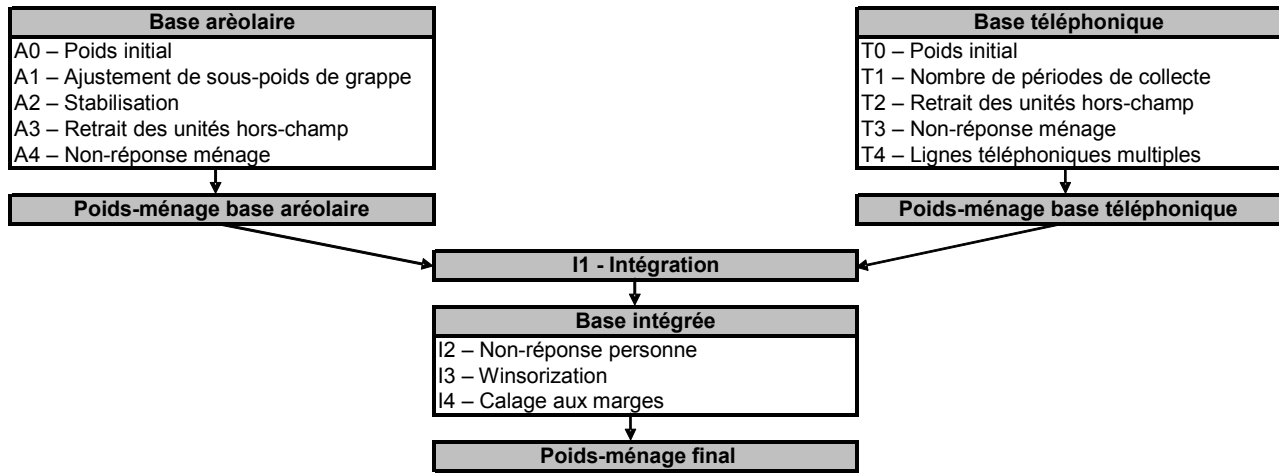 Base arèolaire
A0 – Poids initial
A1 – Ajustement de sous-poids de grappe
A2 – Stabilisation
A3 – Retrait des unités hors-champ
A4 – Non-réponse ménage
Poids-ménage base aréolaire
Base téléphonique
T0 – Poids initial
T1 – Nombre de périodes de collecte
T2 – Retrait des unités hors-champ
T3 – Non-réponse ménage
T4 – Lignes téléphoniques multiples
Poids-ménage base téléphonique
I1 - Intégration
Base intégrée
I2 – Non-réponse personne
I3 – Winsorization
I4 – Calage aux marges
Poids-ménage final